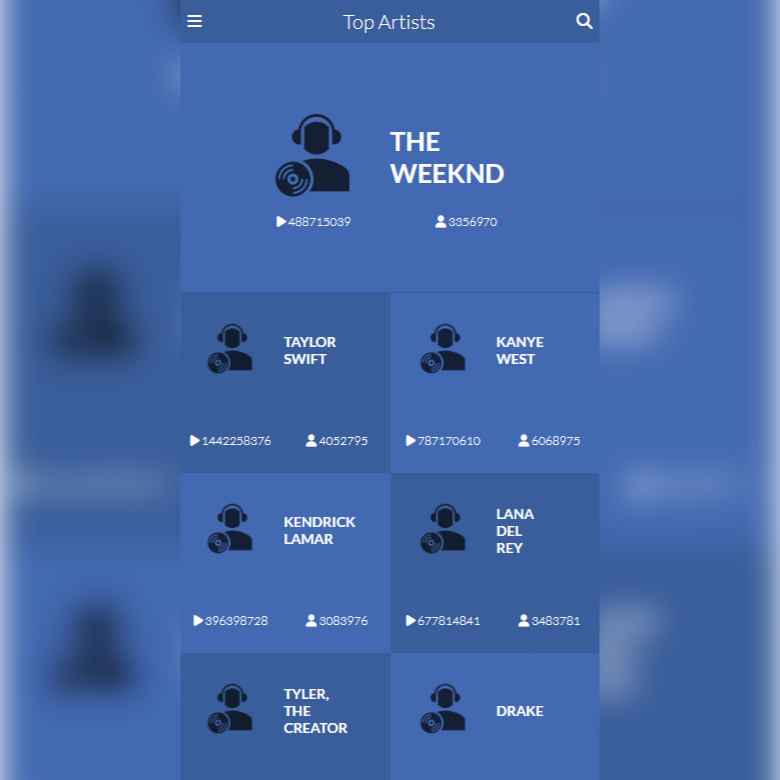 Top Artists
THE
WEEKND
488715039 3356970
TAYLOR
SWIFT
1442258376 4052795
KANYE
WEST
787170610 6068975
KENDRICK
LAMAR
396398728 3083976
LANA
DEL
REY
677814841 3483781
TYLER,
THE
CREATOR
DRAKE